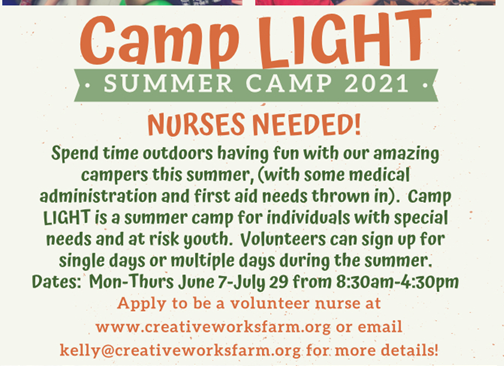 Camp LIGHT
· SUMMER CAMP 2021 ·
NURSES NEEDED!
Spend time outdoors having fun with our amazing
campers this summer, (with some medical
administration and first aid needs thrown in).  Camp
LIGHT is a summer camp for individuals with special
needs and at risk youth.  Volunteers can sign up for
single days or multiple days during the summer.
Dates:  Mon-Thurs June 7-July 29 from 8:30am-4:30pm
Apply to be a volunteer nurse at
www.creativeworksfarm.org or email
kelly@creativeworksfarm.org for more details!